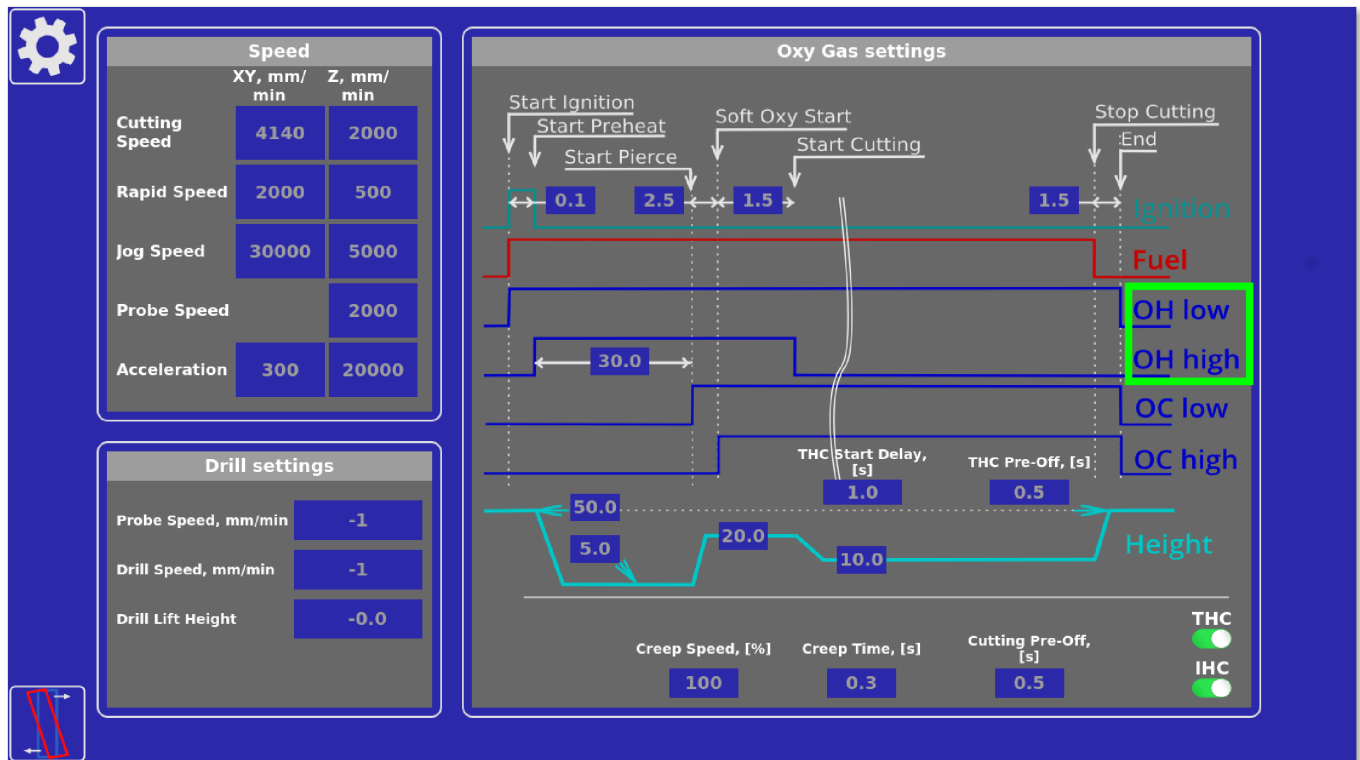 Speed
XY, mm/
min
Z, mm/
min
Cutting
Speed
4140
2000
Rapid Speed
2000
500
Jog Speed
30000
5000
Probe Speed
2000
Acceleration
300
20000
Drill settings
Probe Speed, mm/min
-1
Drill Speed, mm/min
-1
Drill Lift Height
-0.0
Oxy Gas settings
Start Ignition
Start Preheat
Start Pierce
Soft Oxy Start
Start Cutting
Stop Cutting
End
0.1
2.5
1.5
1.5
Ignition
Fuel
OH low
OH high
30.0
OC low
OC high
THC Start Delay,
[s]
1.0
THC Pre-Off, [s]
0.5
50.0
5.0
20.0
10.0
Height
Creep Speed, [%]
100
Creep Time, [s]
0.3
Cutting Pre-Off,
[s]
0.5
THC
IHC